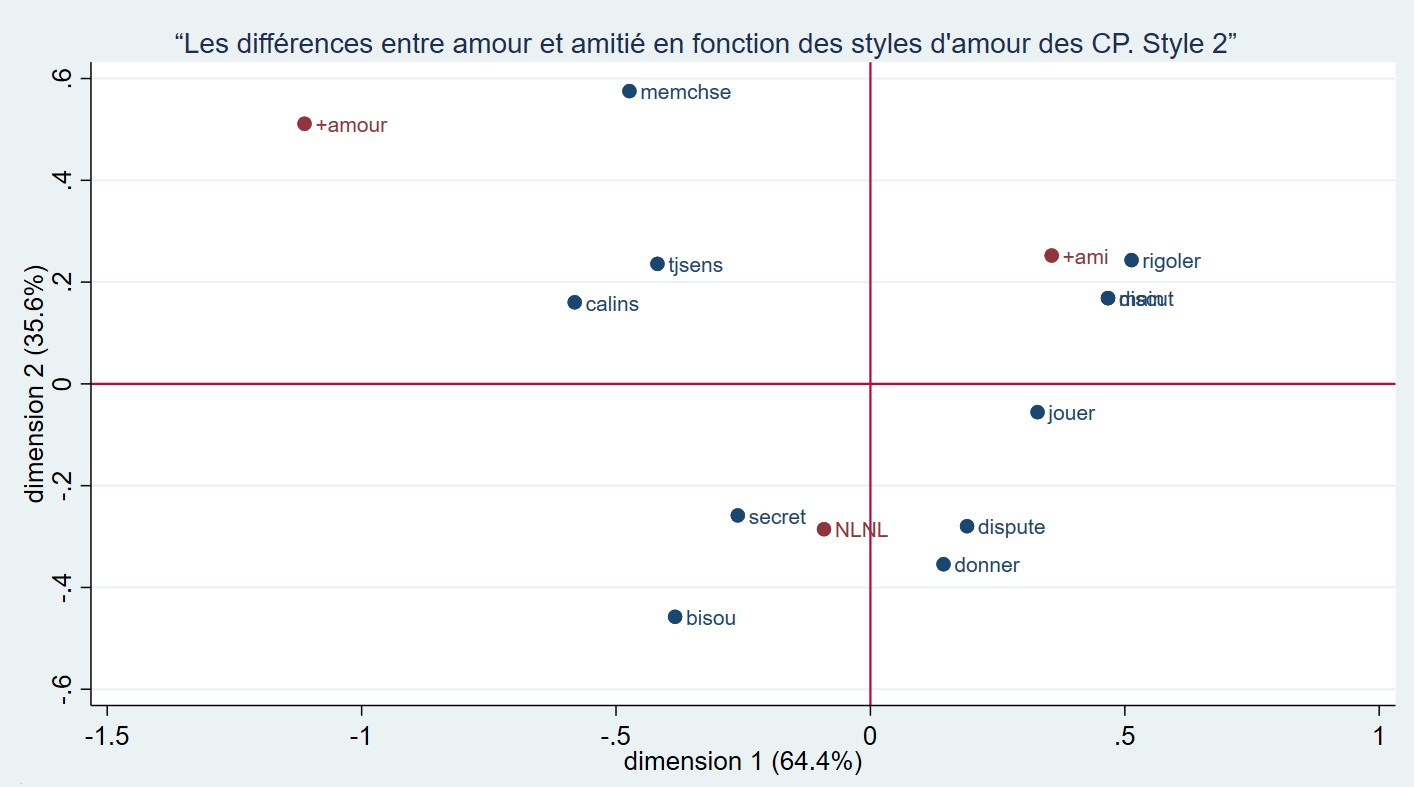 “Les différences entre amour et amitié en fonction des styles d'amour des CP. Style 2”
.6
.4
.2
0
-.2
-.4
-.6
dimension 2 (35.6%)
memchse
+amour
tjsens
+ami
rigoler
calins
jouer
secret
NLNL
dispute
donner
bisou
-1.5
-1
-.5
0
.5
1
dimension 1 (64.4%)